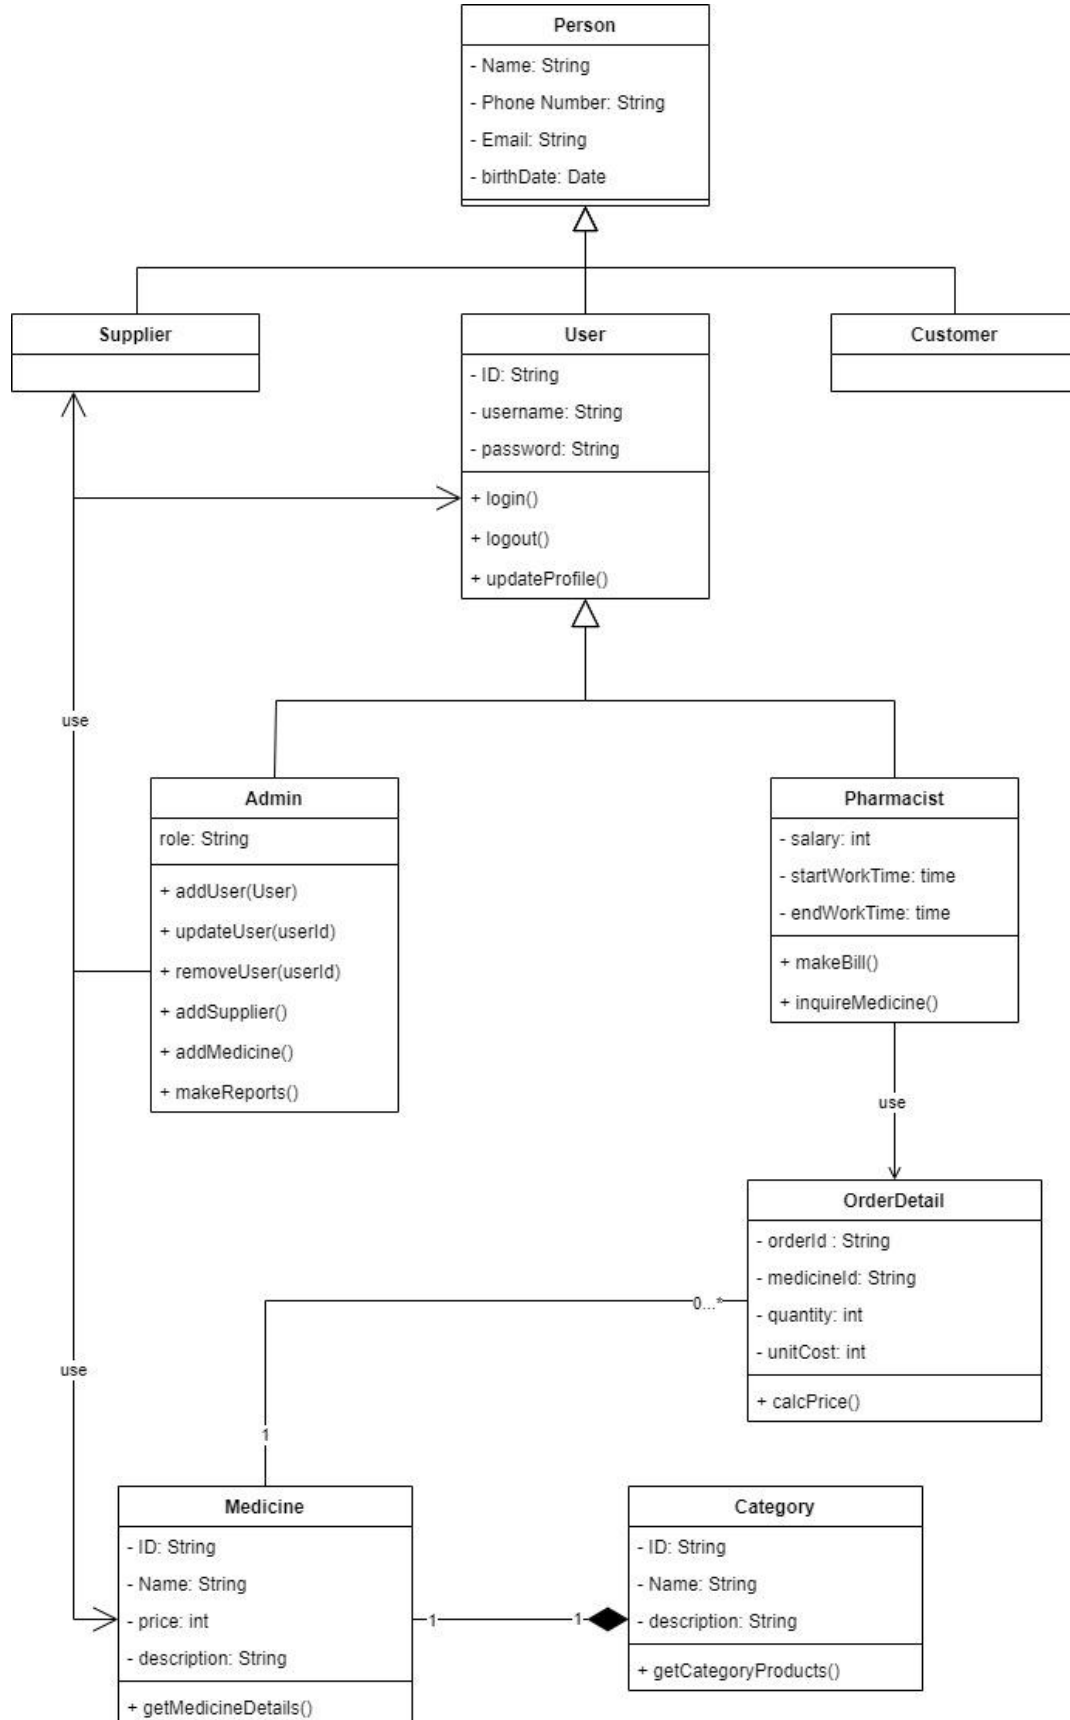 Person
- Name: String
- Phone Number: String
- Email: String
- birthDate: Date
Supplier
User
- ID: String
- username: String
- password: String
+ login()
+ logout()
+ updateProfile()
Customer
use
Admin
role: String
+ addUser(User)
+ updateUser(userId)
+ removeUser(userId)
+ addSupplier()
+ addMedicine()
+ makeReports()
Pharmacist
- salary: int
- startWorkTime: time
- endWorkTime: time
+ makeBill()
+ inquireMedicine()
use
OrderDetail
- orderId : String
- medicineId: String
- quantity: int
- unitCost: int
+ calcPrice()
0...*
use
1
Medicine
- ID: String
- Name: String
- price: int
- description: String
+ getMedicineDetails()
1
1
Category
- ID: String
- Name: String
- description: String
+ getCategoryProducts()